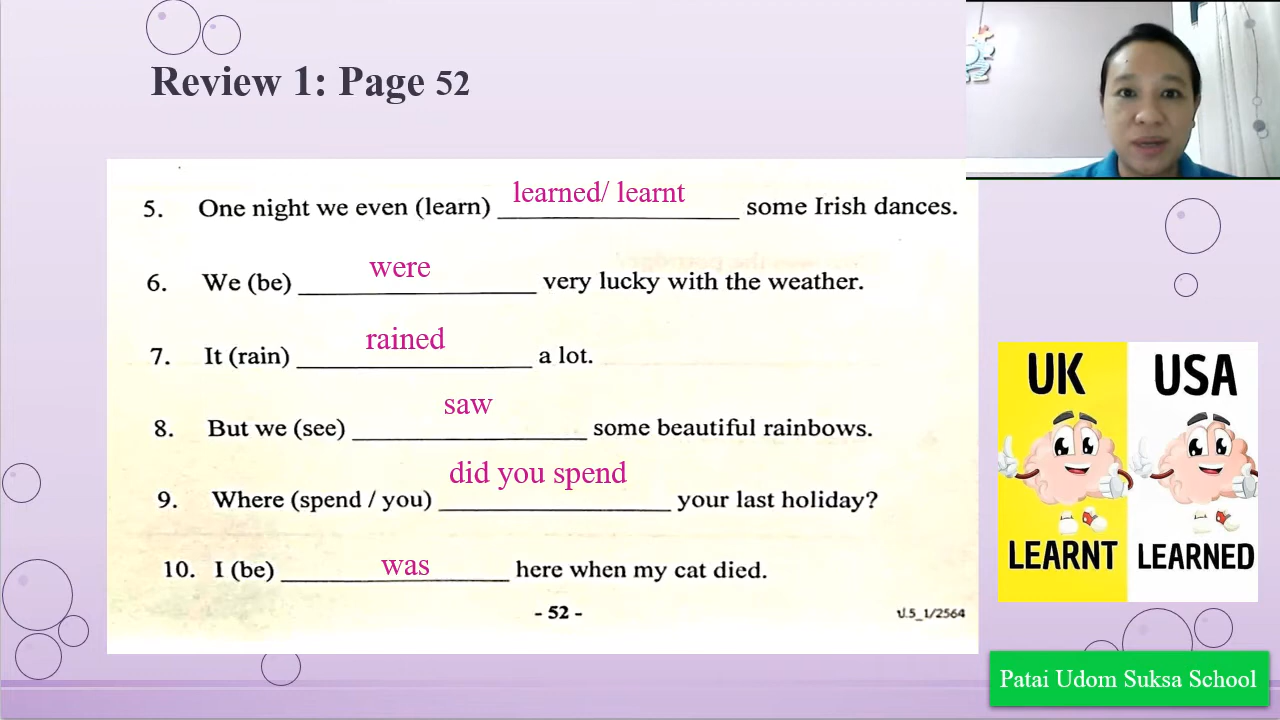 Review 1: Page 52
5. One night we even (learn) learned/ learnt some Irish dances.
6. We (be) were very lucky with the weather.
7. It (rain) rained a lot.
8. But we (see) saw some beautiful rainbows.
9. Where (spend / you) did you spend your last holiday?
10. I (be) was here when my cat died.
- 52 -
ป.5_1/2564
UK USA
LEARNT LEARNED
Patai Udom Suksa School